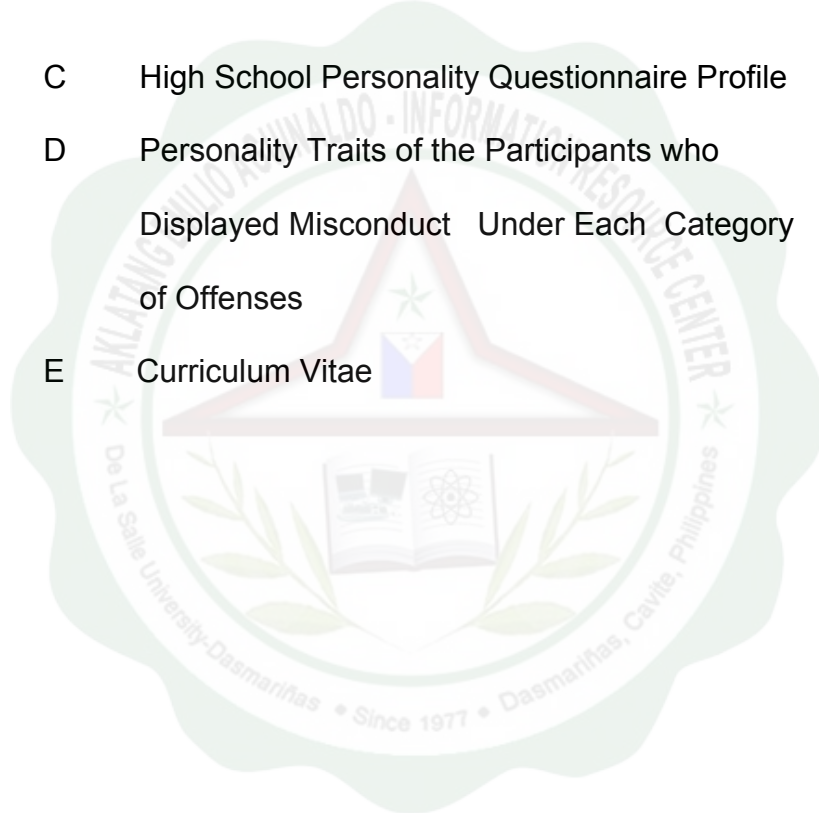 C High School Personality Questionnaire Profile
D Personality Traits of the Participants who
Displayed Misconduct Under Each Category
of Offenses
E Curriculum Vitae
AKLATANG EMILIO AGUINALDO - INFORMATION RESOURCE CENTER
De La Salle University-Dasmariñas • Since 1977 • Dasmariñas, Cavite, Philippines